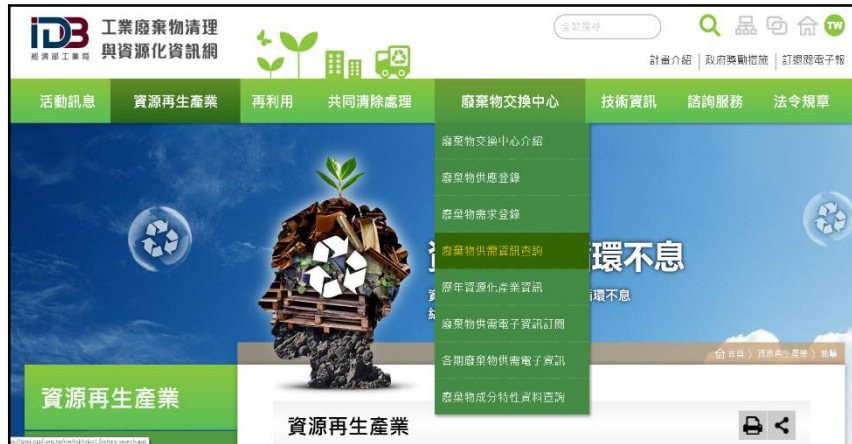 IDB
經濟部工業局
工業廢棄物清理
與資源化資訊網
全站搜尋
TW
計畫介紹 | 政府獎勵措施 | 訂退閱電子報
活動訊息 資源再生產業 再利用 共同清除處理 廢棄物交換中心 技術資訊 諮詢服務 法令規章
廢棄物交換中心介紹
廢棄物供應登錄
廢棄物需求登錄
廢棄物供需資訊查詢
歷年資源化產業資訊
廢棄物供需電子資訊訂閱
各期廢棄物供需電子資訊
廢棄物成分特性資料查詢
環不息
循環不息
首頁 〉 資源再生產業 〉
資源再生產業
資源再生產業